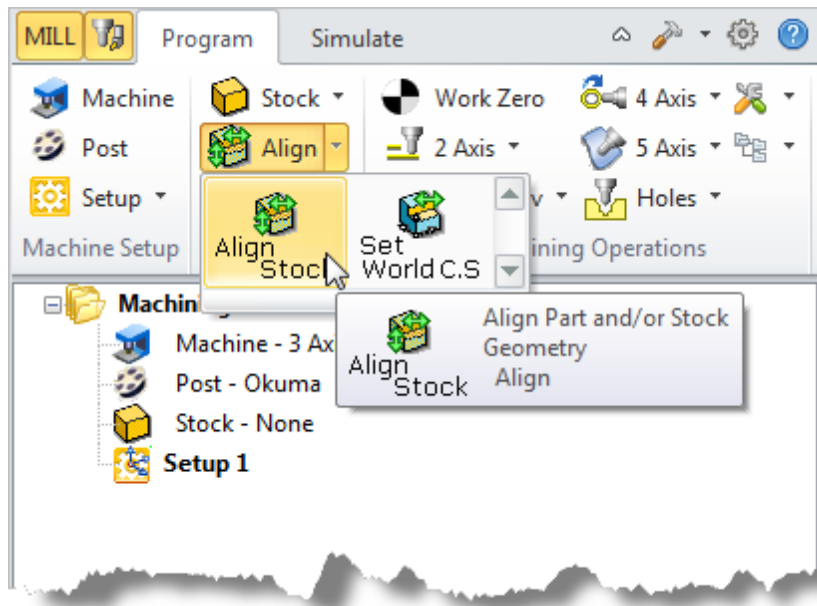 MILL Program Simulate
Machine Stock Work Zero 4 Axis
Post Align 2 Axis 5 Axis
Setup Holes
Machine Setup Operations
Align
Stock
Set
World C.S
Machine - 3 Ax
Post - Okuma
Stock - None
Setup 1
Align
Stock
Align Part and/or Stock
Geometry
Align